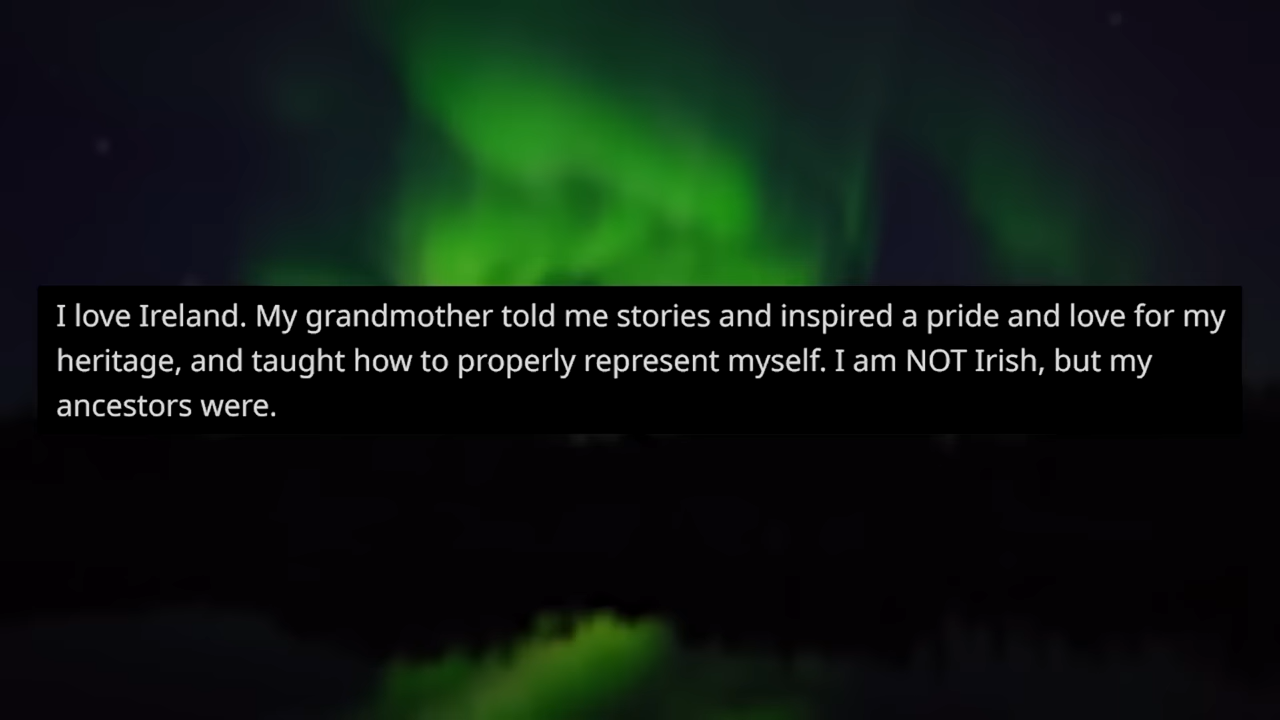 I love Ireland. My grandmother told me stories and inspired a pride and love for my
heritage, and taught how to properly represent myself. I am NOT Irish, but my
ancestors were.